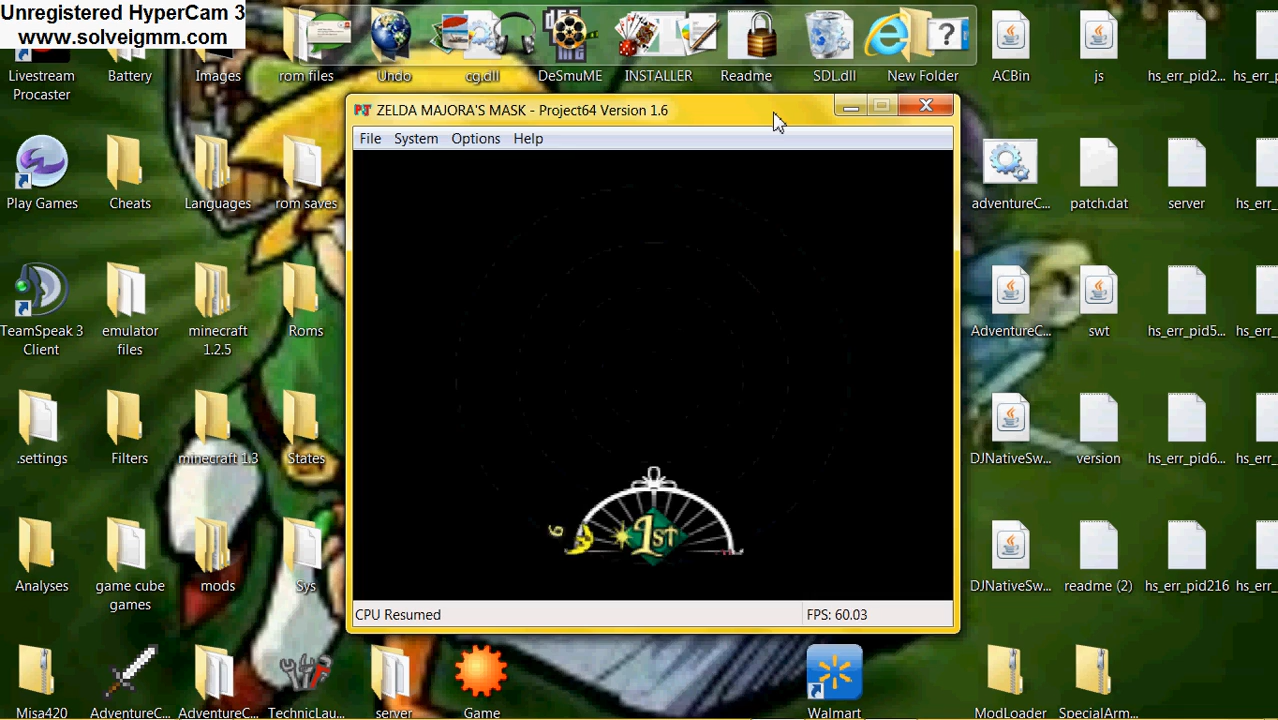 Unregistered HyperCam 3
www.solveigmm.com
Livestream Procaster
Battery
Images
rom files
Undo
cg.dll
DeSmuME
INSTALLER
Readme
SDL.dll
New Folder
ACBin
js
hs_err_pid2...
hs_err_p...
ZELDA MAJORA'S MASK - Project64 Version 1.6
File System Options Help
Play Games
Cheats
Languages
rom saves
adventureC...
patch.dat
server
hs_err_
TeamSpeak 3 Client
emulator files
minecraft 1.2.5
Roms
AdventureC...
swt
hs_err_pid5...
hs_err_
.settings
Filters
minecraft 1.3
States
DJNativeSw...
version
hs_err_pid6...
hs_err_
6
1st
Analyses
game cube games
mods
Sys
DJNativeSw...
readme (2)
hs_err_pid216
hs_err_
CPU Resumed
FPS: 60.03
Misa420
AdventureC...
AdventureC...
TechnicLau...
server
Game
Walmart
ModLoader
SpecialArm...